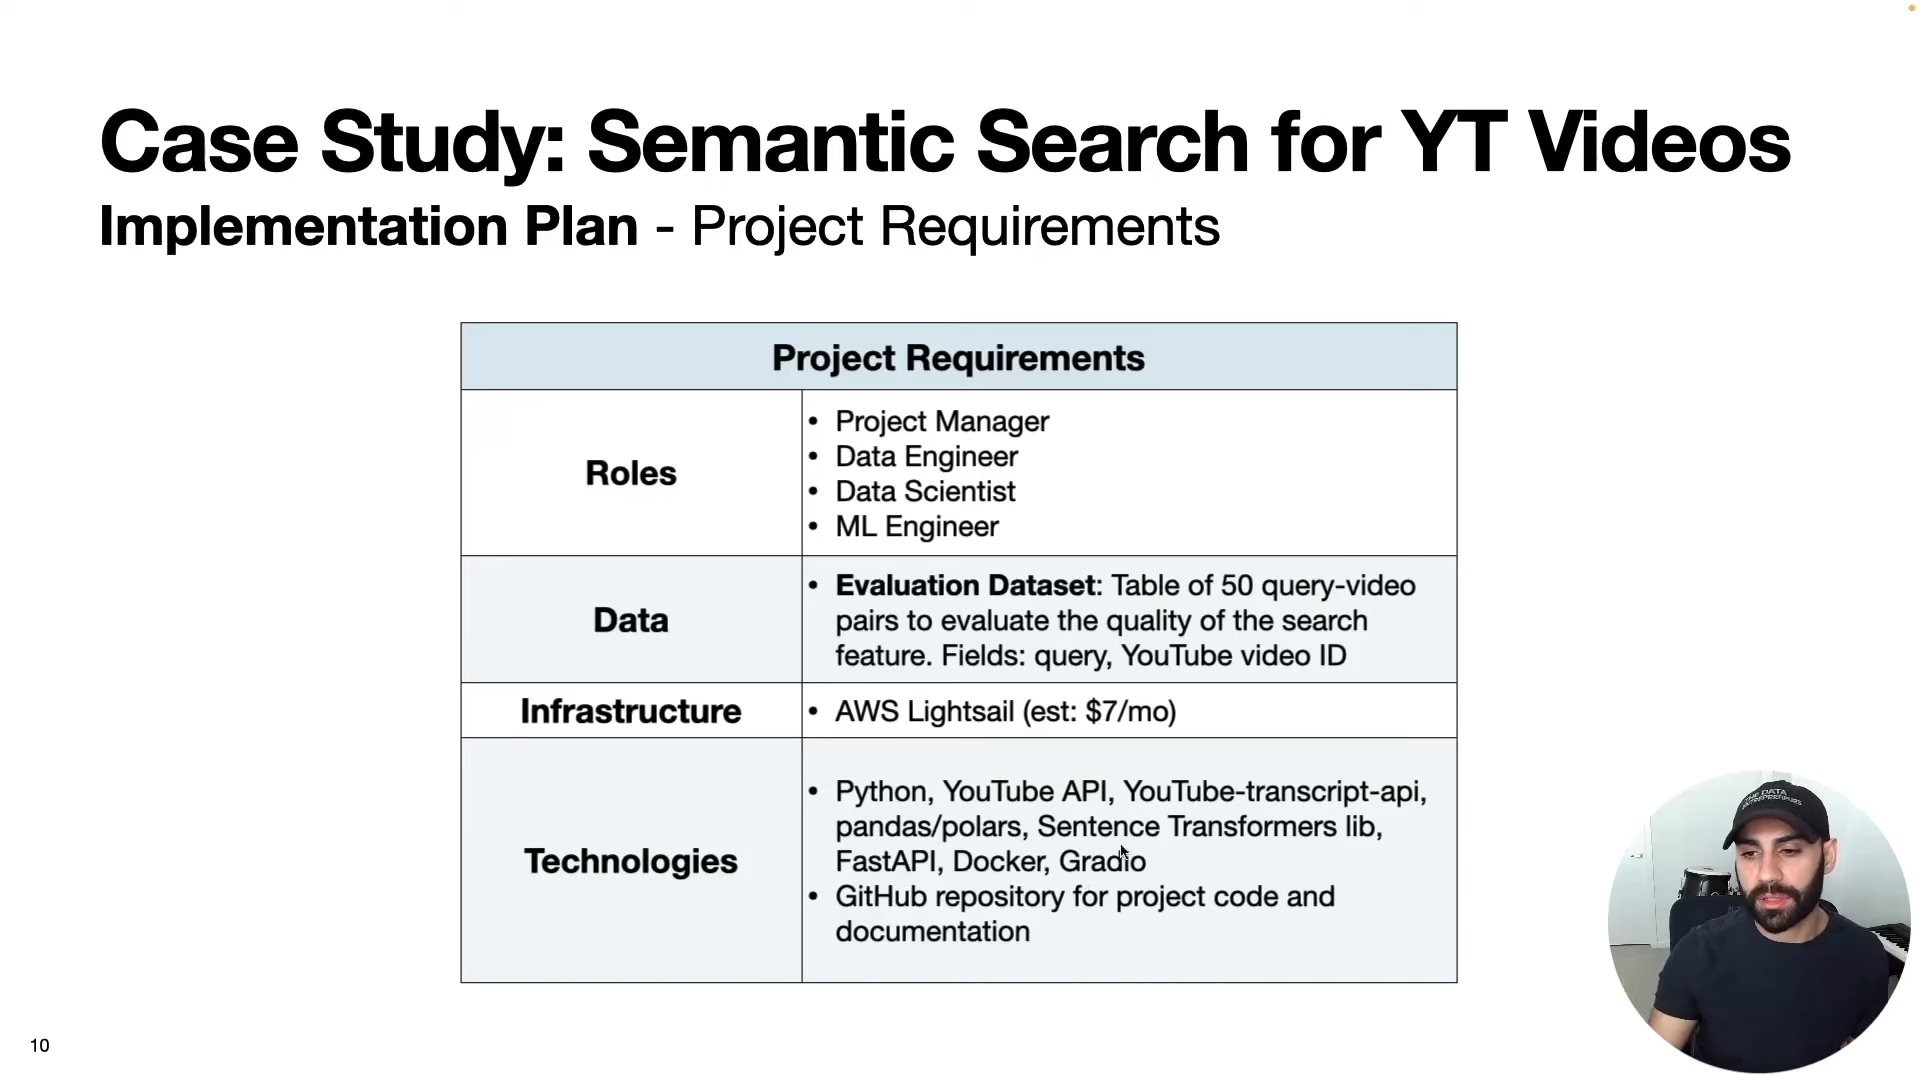 Case Study: Semantic Search for YT Videos
Implementation Plan - Project Requirements
Project Requirements
Roles
• Project Manager
• Data Engineer
• Data Scientist
• ML Engineer
Data
• Evaluation Dataset: Table of 50 query-video
pairs to evaluate the quality of the search
feature. Fields: query, YouTube video ID
Infrastructure
• AWS Lightsail (est: $7/mo)
Technologies
• Python, YouTube API, YouTube-transcript-api,
pandas/polars, Sentence Transformers lib,
FastAPI, Docker, Gradio
• GitHub repository for project code and
documentation
10
THE DATA
ENTREPRENEURS